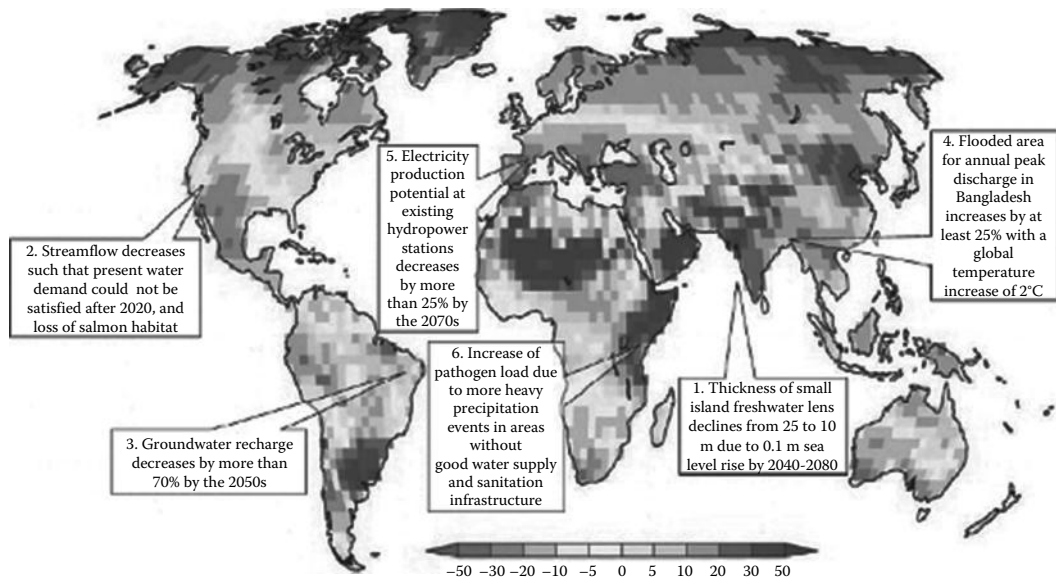 5. Electricity
production
potential at
existing
hydropower
stations
decreases
by more
than 25% by
the 2070s
4. Flooded area
for annual peak
discharge in
Bangladesh
increases by at
least 25% with a
global
temperature
increase of 2°C
2. Streamflow decreases
such that present water
demand could not be
satisfied after 2020, and
loss of salmon habitat
6. Increase of
pathogen load due
to more heavy
precipitation
events in areas
without
good water supply
and sanitation
infrastructure
1. Thickness of small
island freshwater lens
declines from 25 to 10
m due to 0.1 m sea
level rise by 2040-2080
3. Groundwater recharge
decreases by more than
70% by the 2050s
−50 −30 −20 −10 −5 0 5 10 20 30 50